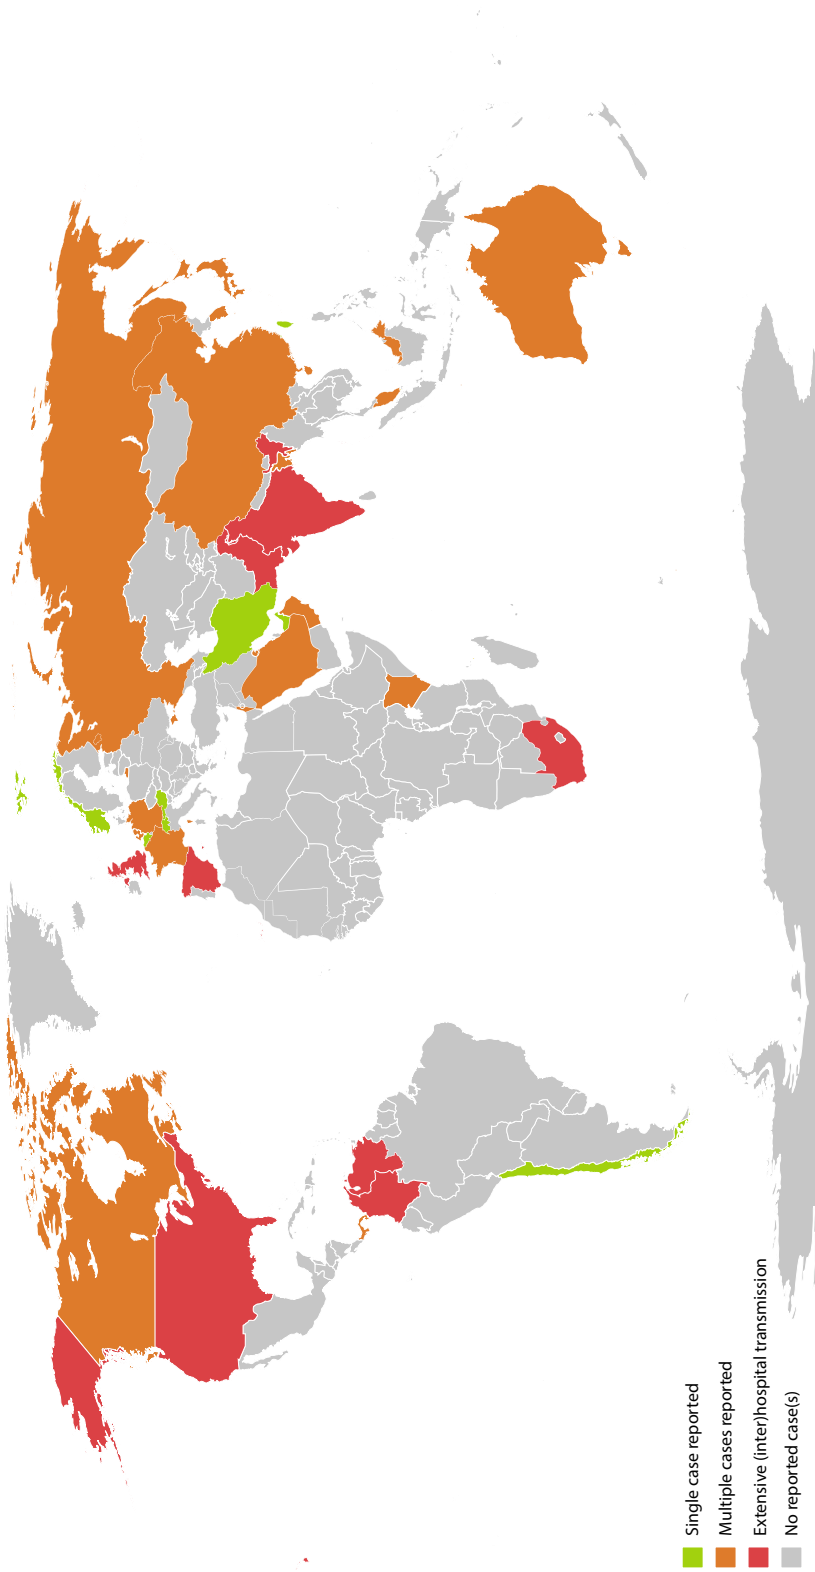 Single case reported
Multiple cases reported
Extensive (inter)hospital transmission
No reported case(s)